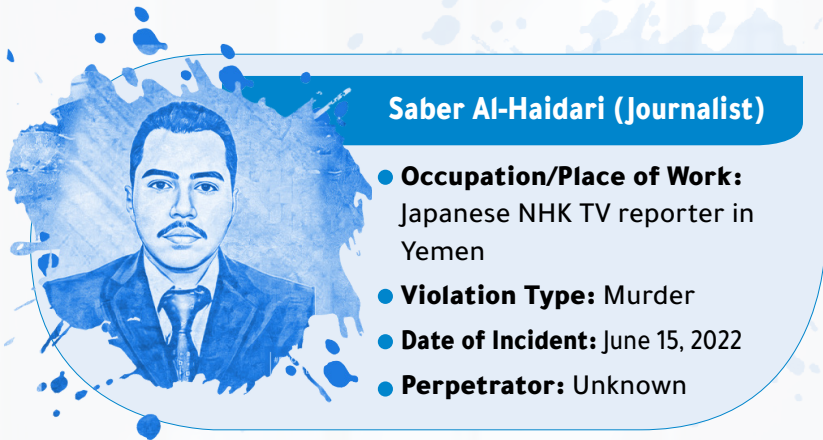 Saber Al-Haidari (Journalist)
Occupation/Place of Work:
Japanese NHK TV reporter in
Yemen
Violation Type: Murder
Date of Incident: June 15, 2022
Perpetrator: Unknown